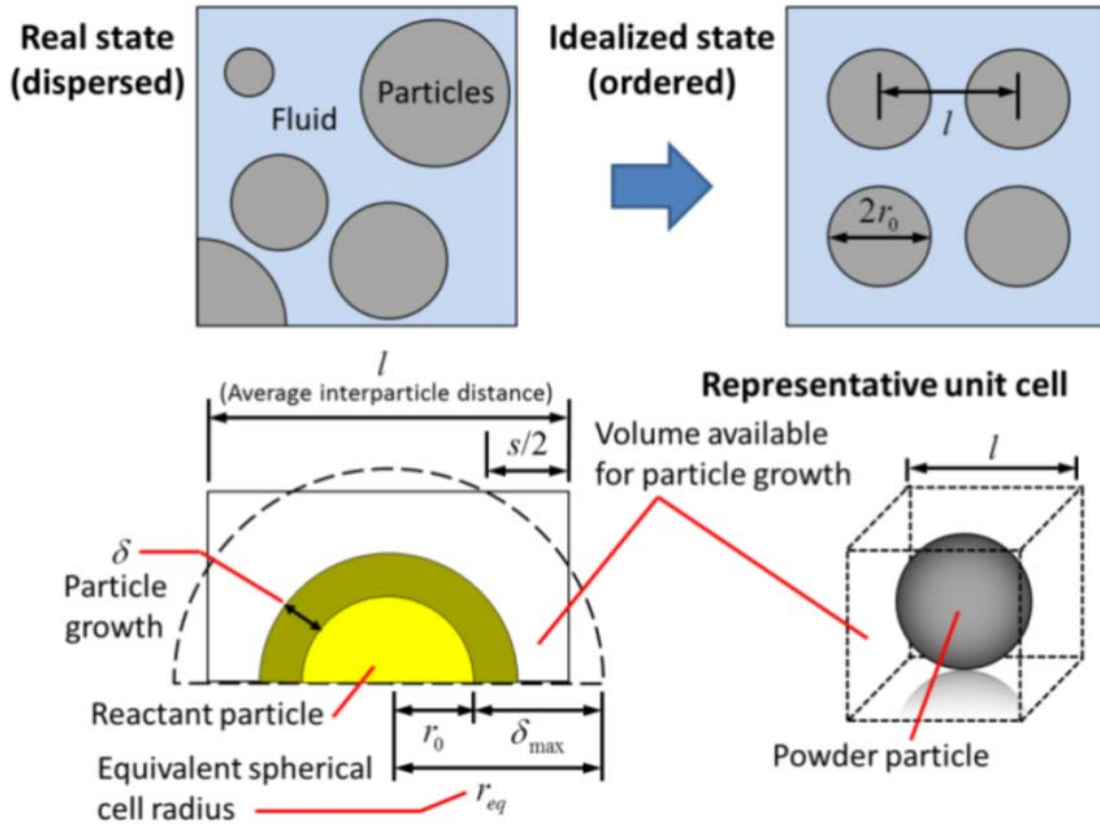 Real state
(dispersed)
Particles
Fluid
Idealized state
(ordered)
l
2r₀
l
(Average interparticle distance)
s/2
Representative unit cell
Volume available
for particle growth
l
δ
Particle
growth
Reactant particle
r₀
δmax
Equivalent spherical
cell radius
req
Powder particle